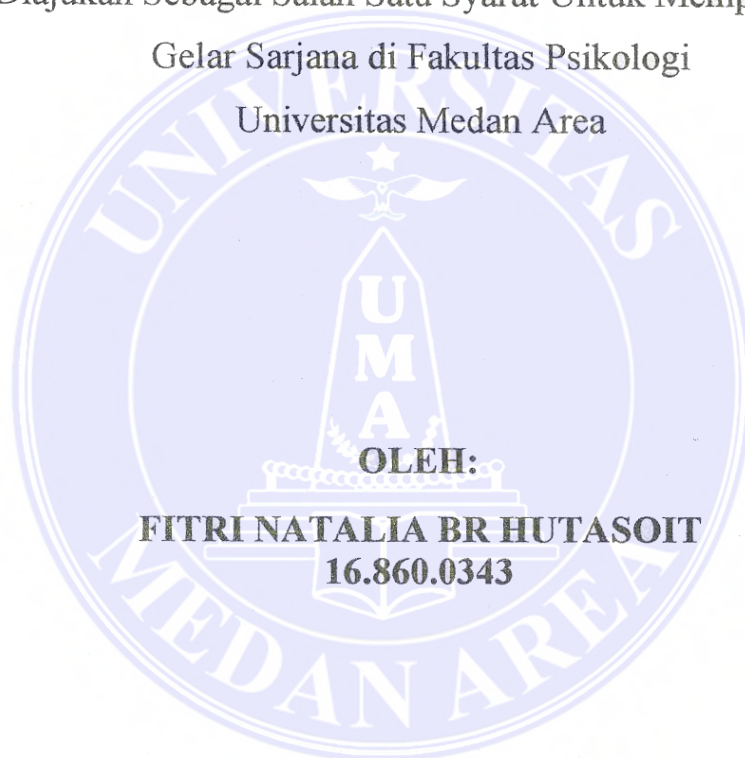 Diajukan Sebagai Salah Satu Syarat Untuk
Gelar Sarjana di Fakultas Psikologi
Universitas Medan Area
UNIVERSITAS
UMA
OLEH:
FITRI NATALIA BR HUTASOIT
16.860.0343
MEDAN AREA